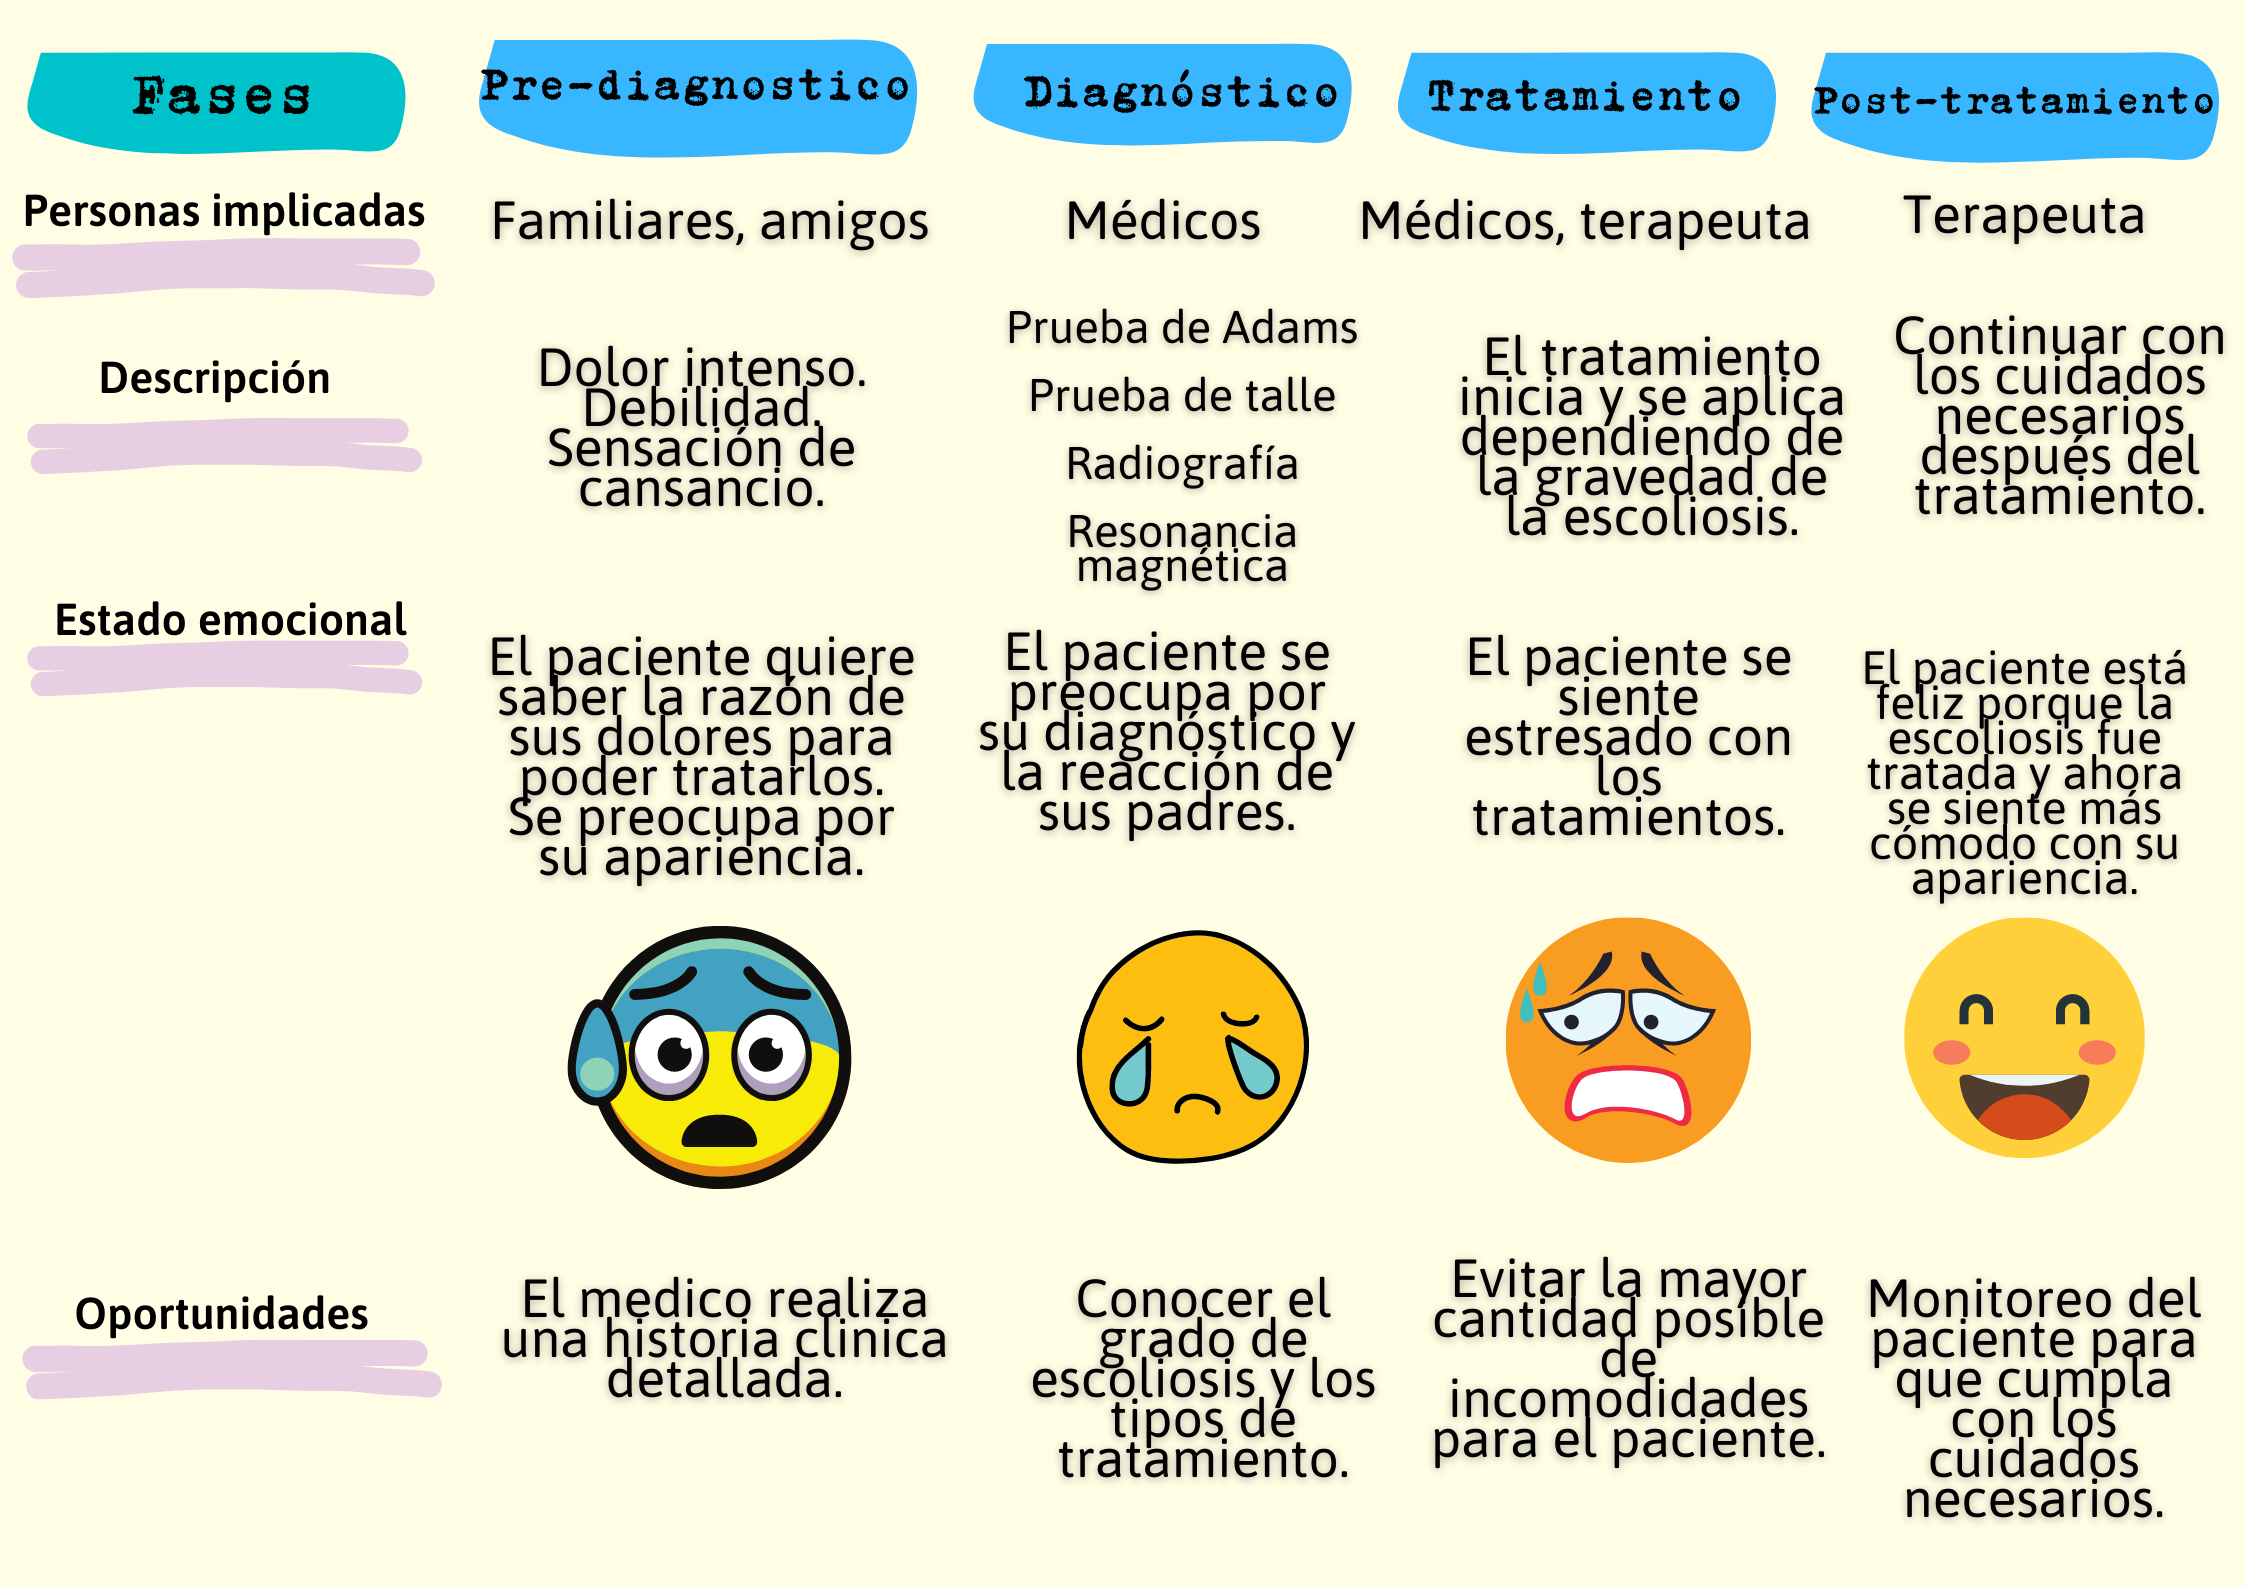 Fases
Pre-diagnostico
Diagnóstico
Tratamiento
Post-tratamiento
Personas implicadas
Familiares, amigos
Médicos
Médicos, terapeuta
Terapeuta
Descripción
Dolor intenso.
Debilidad.
Sensación de
cansancio.
Prueba de Adams
Prueba de talle
Radiografía
Resonancia
magnética
El tratamiento
inicia y se aplica
dependiendo de
la gravedad de
la escoliosis.
Continuar con
los cuidados
necesarios
después del
tratamiento.
Estado emocional
El paciente quiere
saber la razón de
sus dolores para
poder tratarlos.
Se preocupa por
su apariencia.
El paciente se
preocupa por
su diagnóstico y
la reacción de
sus padres.
El paciente se
siente
estresado con
los
tratamientos.
El paciente está
feliz porque la
escoliosis fue
tratada y ahora
se siente más
cómodo con su
apariencia.
Oportunidades
El medico realiza
una historia clinica
detallada.
Conocer el
grado de
escoliosis y los
tipos de
tratamiento.
Evitar la mayor
cantidad posible
de
incomodidades
para el paciente.
Monitoreo del
paciente para
que cumpla
con los
cuidados
necesarios.